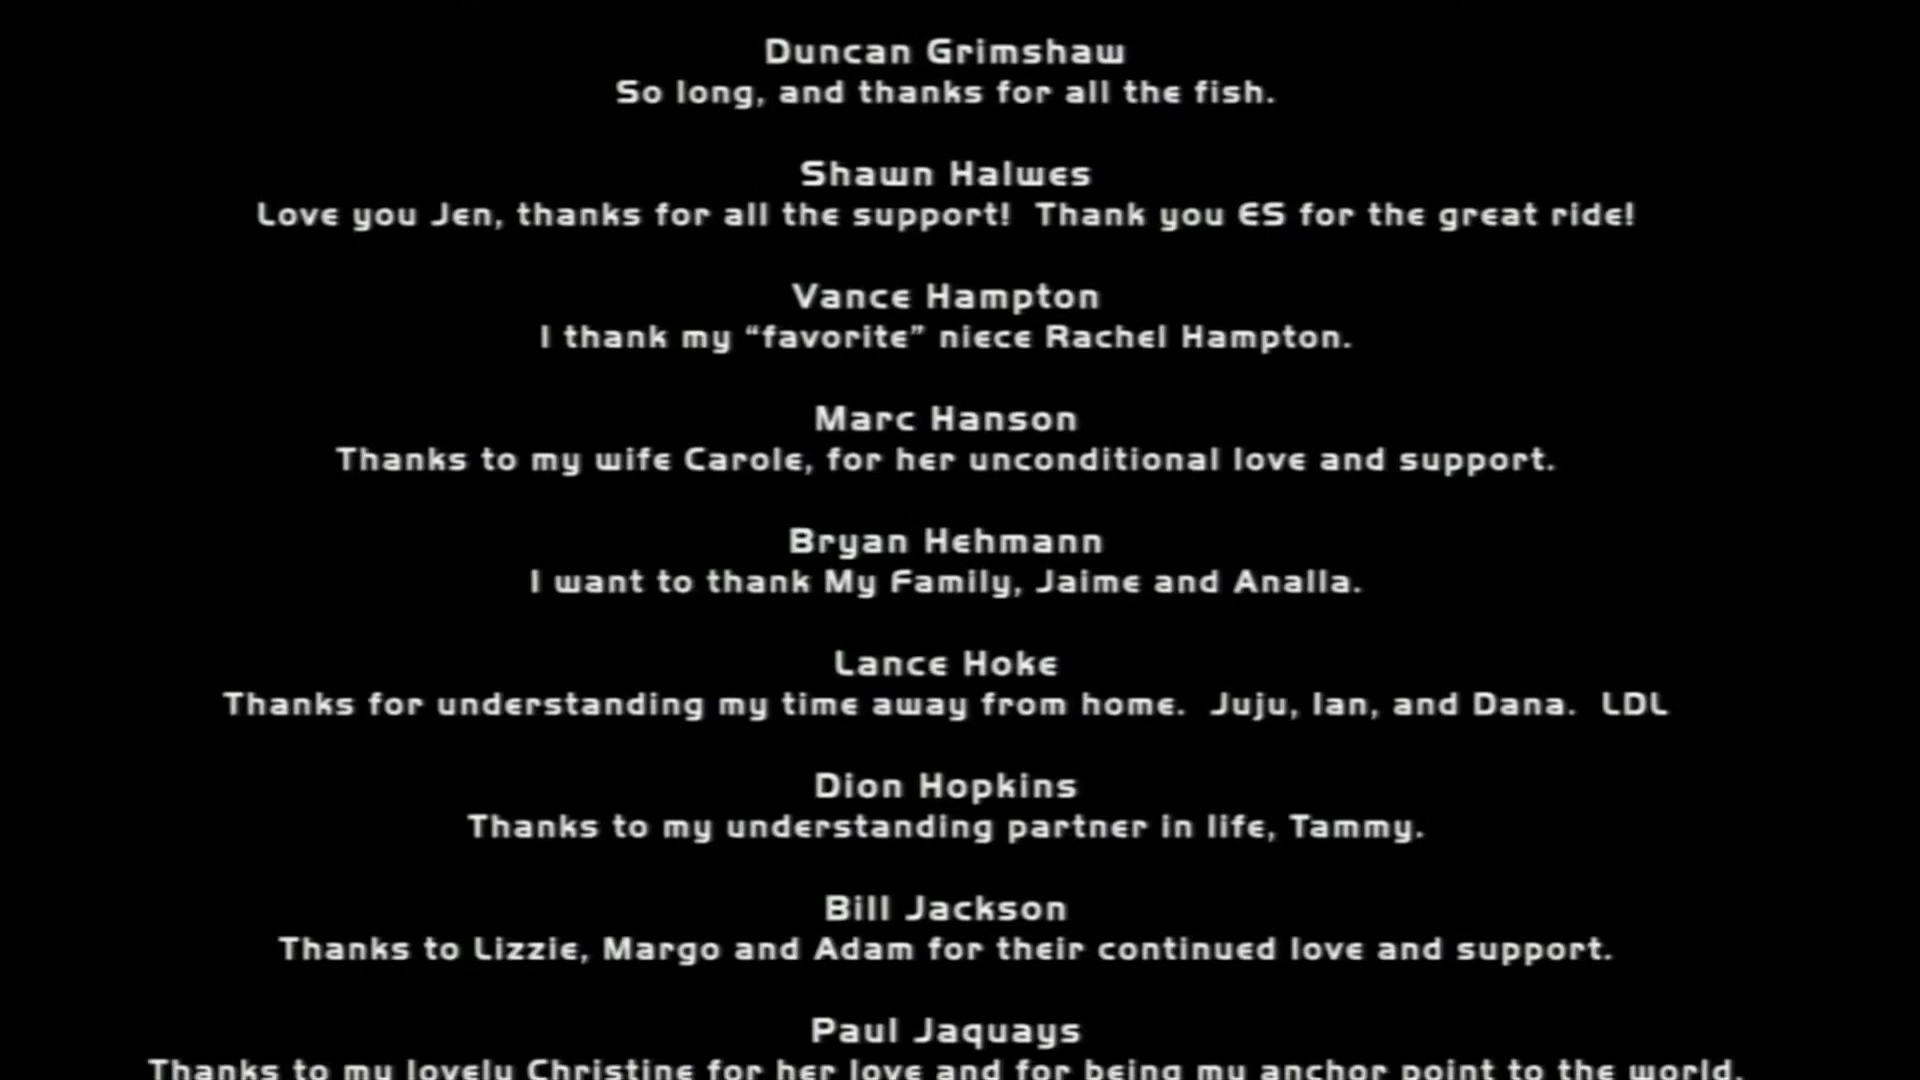 Duncan Grimshaw
So long, and thanks for all the fish.
Shawn Halwes
Love you Jen, thanks for all the support!  Thank you ES for the great ride!
Vance Hampton
I thank my “favorite” niece Rachel Hampton.
Marc Hanson
Thanks to my wife Carole, for her unconditional love and support.
Bryan Hehmann
I want to thank My Family, Jaime and Analla.
Lance Hoke
Thanks for understanding my time away from home.  Juju, Ian, and Dana.  LDL
Dion Hopkins
Thanks to my understanding partner in life, Tammy.
Bill Jackson
Thanks to Lizzie, Margo and Adam for their continued love and support.
Paul Jaquays
Thanks to my lovely Christine for her love and for being my anchor point to the world.